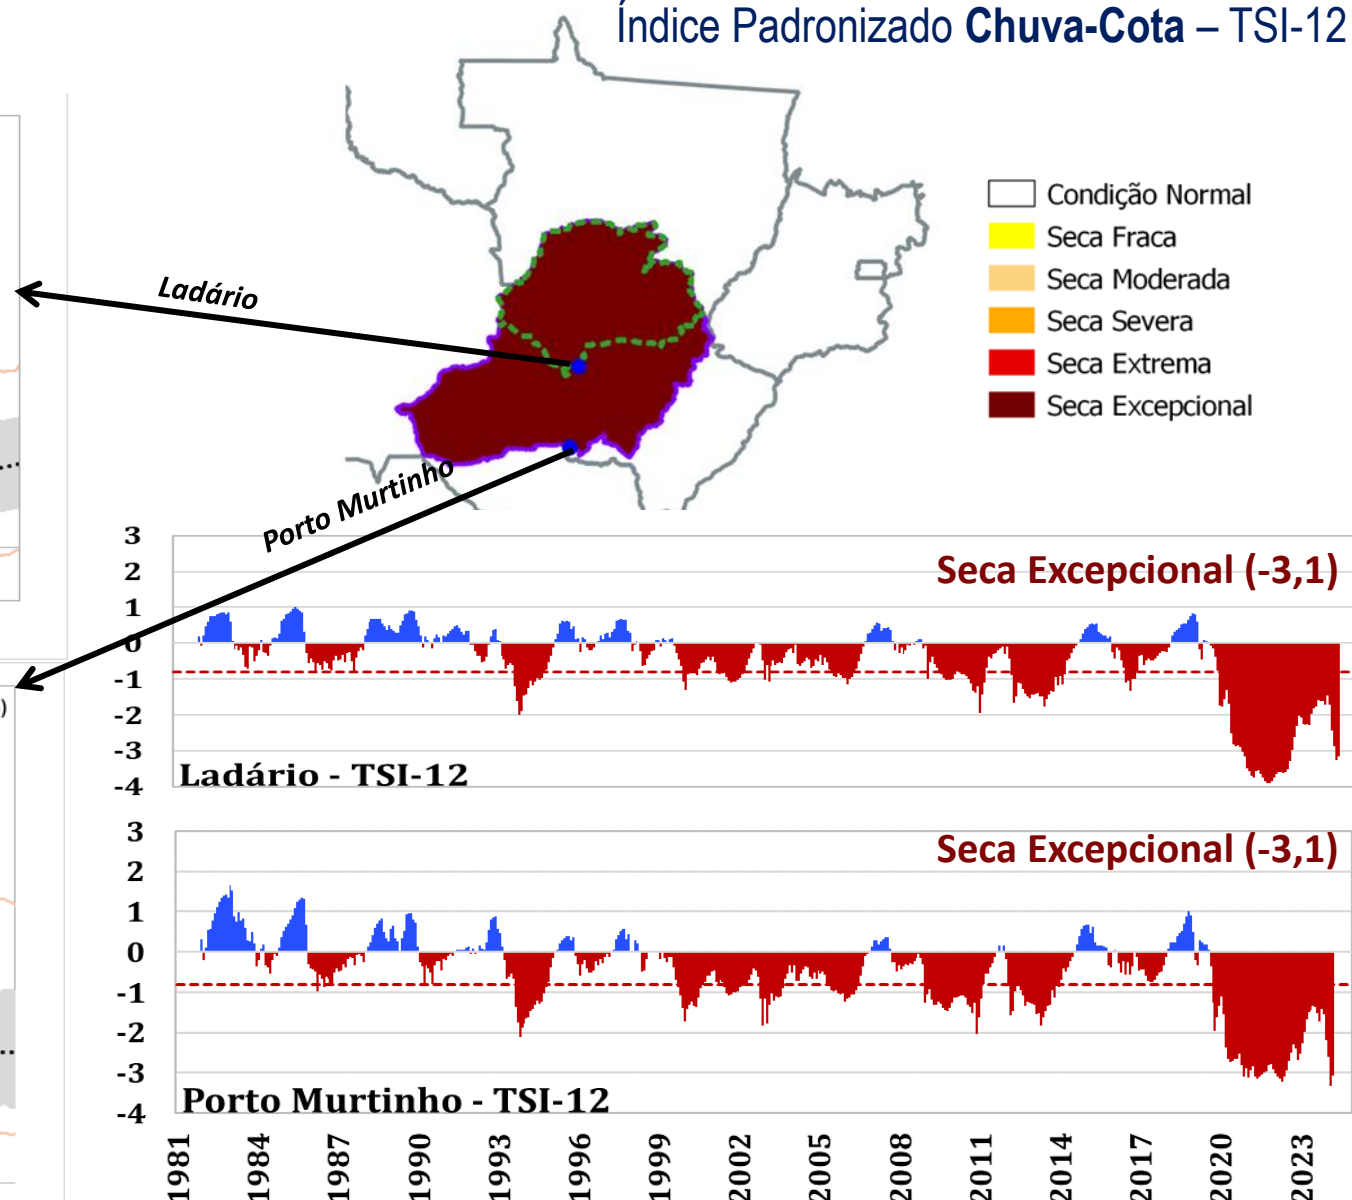 Índice Padronizado Chuva-Cota – TSI-12
Condição Normal
Seca Fraca
Seca Moderada
Seca Severa
Seca Extrema
Seca Excepcional
Ladário
Porto Murtinho
3
2
1
0
-1
-2
-3
-4
Seca Excepcional (-3,1)
Ladário - TSI-12
)
3
2
1
0
-1
-2
-3
-4
Seca Excepcional (-3,1)
Porto Murtinho - TSI-12
1981
1984
1987
1990
1993
1996
1999
2002
2005
2008
2011
2014
2017
2020
2023